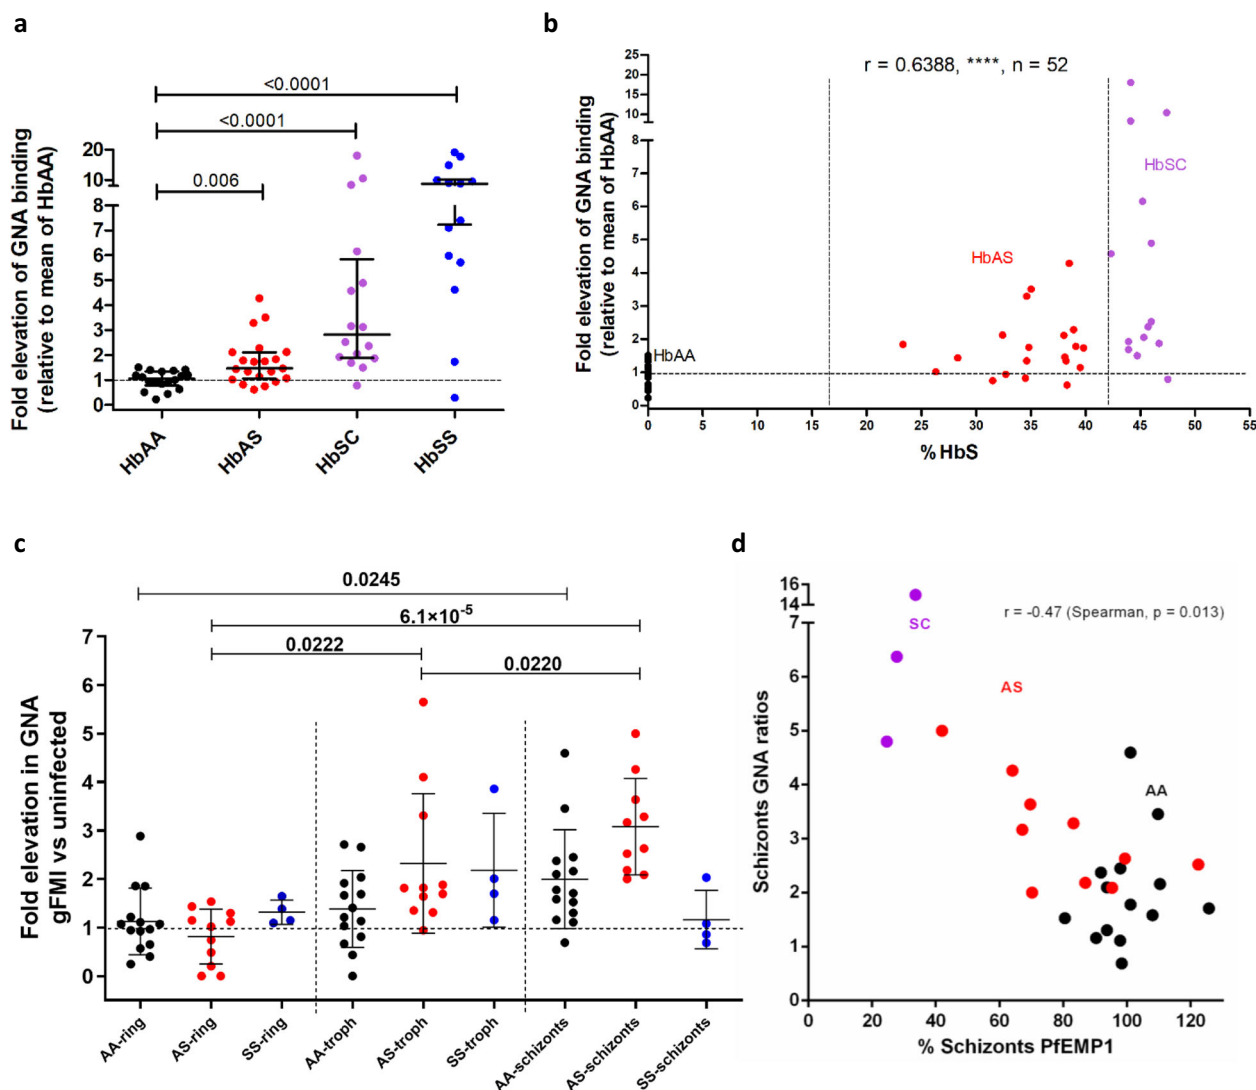 a
Fold elevation of GNA binding
(relative to mean of HbAA)
<0.0001
<0.0001
0.006
20
10
8
7
6
5
4
3
2
1
0
HbAA
HbAS
HbSC
HbSS
b
Fold elevation of GNA binding
(relative to mean of HbAA)
r = 0.6388, ****, n = 52
25
20
15
10
8
7
6
5
4
3
2
1
0
HbSC
HbAS
HbAA
0 5 10 15 20 25 30 35 40 45 50 55
% HbS
c
Fold elevation in GNA
gFMI vs uninfected
0.0245
6.1×10⁻⁵
0.0222
0.0220
7
6
5
4
3
2
1
0
AA-ring
AS-ring
SS-ring
AA-troph
AS-troph
SS-troph
AA-schizonts
AS-schizonts
SS-schizonts
d
Schizonts GNA ratios
r = -0.47 (Spearman, p = 0.013)
16
14
7
6
5
4
3
2
1
0
SC
AS
AA
0 20 40 60 80 100 120
% Schizonts PfEMP1